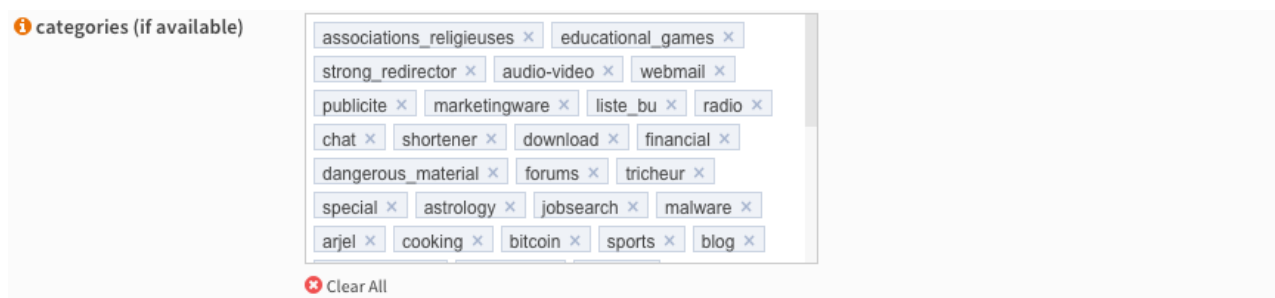 categories (if available)
associations_religieuses × educational_games ×
strong_redirector × audio-video × webmail ×
publicite × marketingware × liste_bu × radio ×
chat × shortener × download × financial ×
dangerous_material × forums × tricheur ×
special × astrology × jobsearch × malware ×
arjel × cooking × bitcoin × sports × blog ×
Clear All